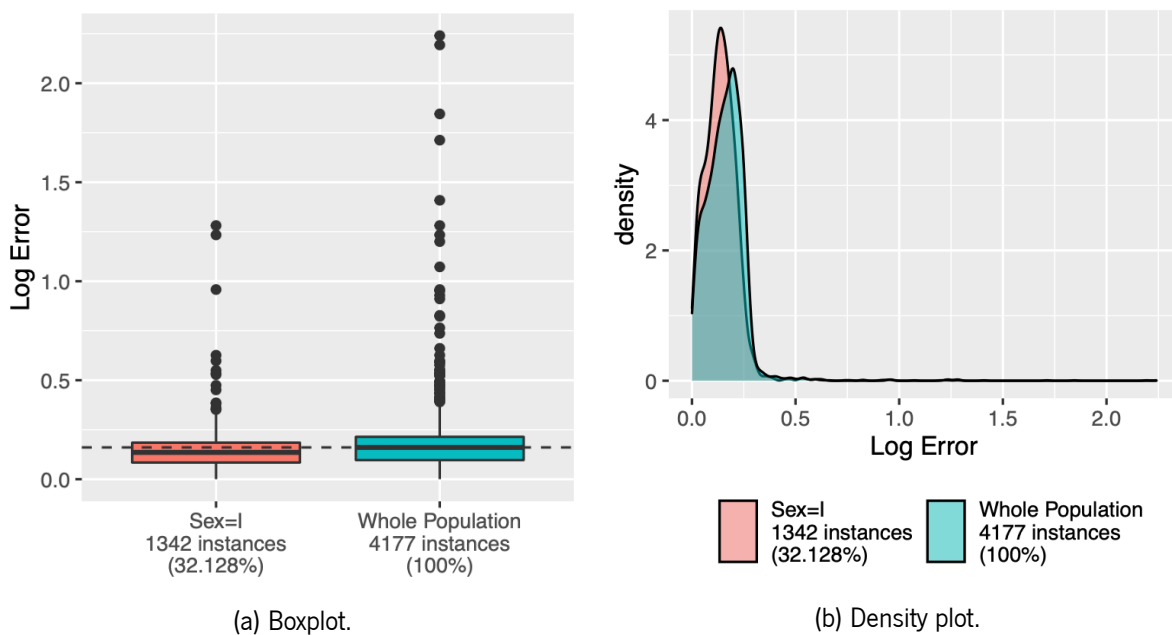 Log Error
2.0
1.5
1.0
0.5
0.0
Sex=I
1342 instances
(32.128%)
Whole Population
4177 instances
(100%)
(a) Boxplot.
density
4
2
0
0.0 0.5 1.0 1.5 2.0
Log Error
Sex=I
1342 instances
(32.128%)
Whole Population
4177 instances
(100%)
(b) Density plot.